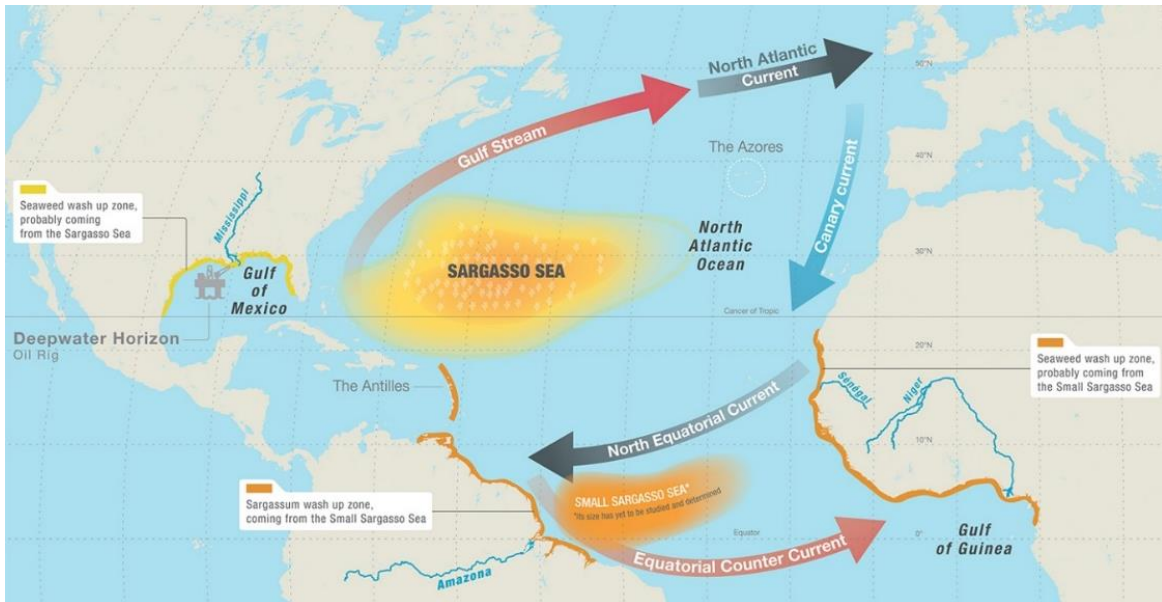 North Atlantic
Current
50°N
Gulf Stream
The Azores
40°N
Canary current
Seaweed wash up zone,
probably coming
from the Sargasso Sea
Mississippi
North
Atlantic
Ocean
30°N
SARGASSO SEA
Gulf
of
Mexico
Cancer of Tropic
Deepwater Horizon
Oil Rig
20°N
Seaweed wash up zone,
probably coming from
the Small Sargasso Sea
The Antilles
Sénégal
Niger
North Equatorial Current
10°N
SMALL SARGASSO SEA*
*its size has yet to be studied and determined
Sargassum wash up zone,
coming from the Small Sargasso Sea
Equator
0°
Gulf
of Guinea
Equatorial Counter Current
Amazona